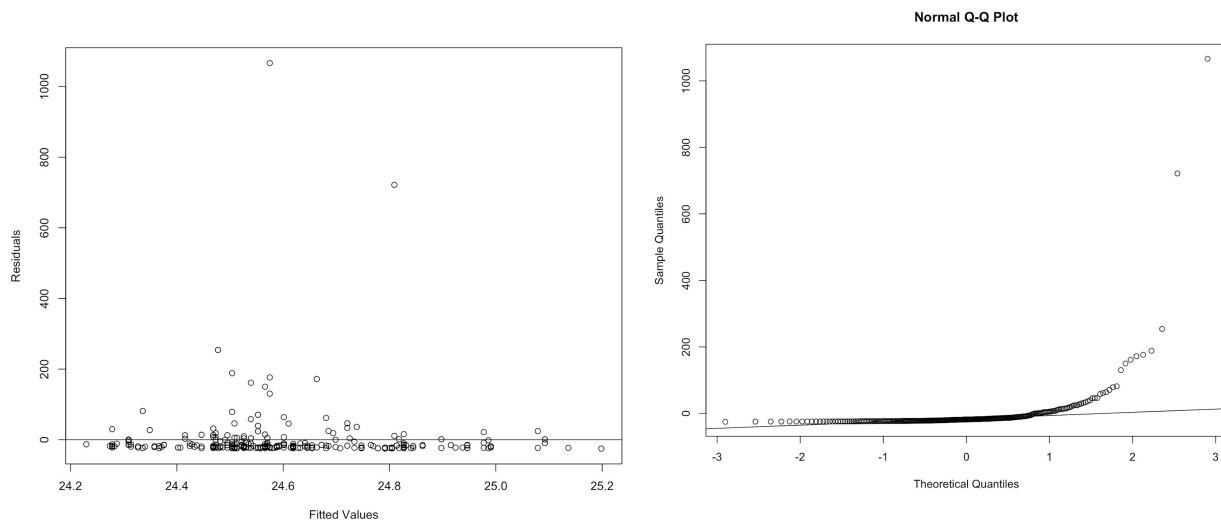 Residuals
1000
800
600
400
200
0
24.2 24.4 24.6 24.8 25.0 25.2
Fitted Values
Normal Q-Q Plot
Sample Quantiles
1000
800
600
400
200
0
-3 -2 -1 0 1 2 3
Theoretical Quantiles